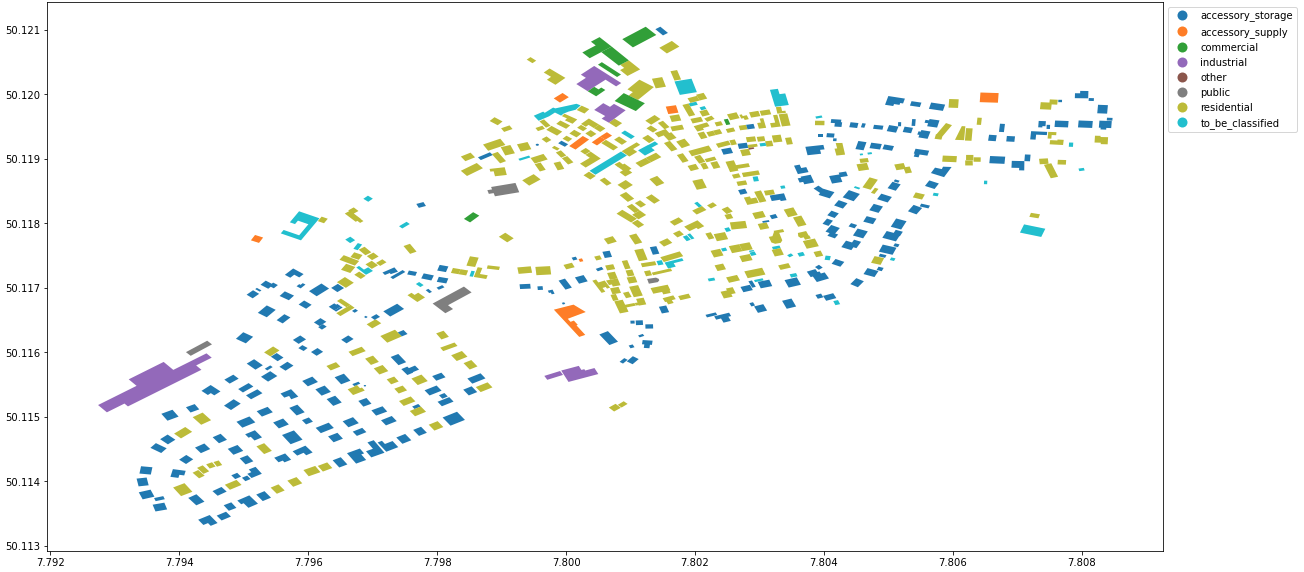 50.121
50.120
50.119
50.118
50.117
50.116
50.115
50.114
50.113
7.792
7.794
7.796
7.798
7.800
7.802
7.804
7.806
7.808
accessory_storage
accessory_supply
commercial
industrial
other
public
residential
to_be_classified